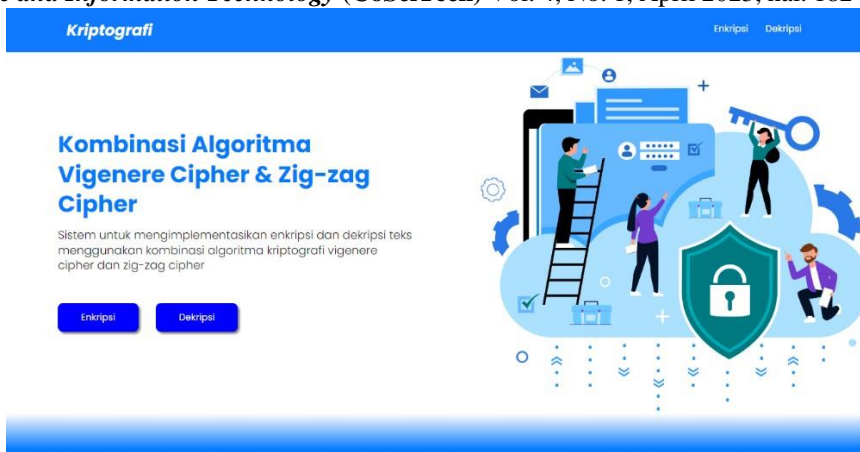 and Information Technology (CoSciTech) Vol. 4, No. 1, April 2023, hal. 182
Kriptografi
Enkripsi Dekripsi
Kombinasi Algoritma
Vigenere Cipher & Zig-zag
Cipher
Sistem untuk mengimplementasikan enkripsi dan dekripsi teks
menggunakan kombinasi algoritma kriptografi vigenere
cipher dan zig-zag cipher
Enkripsi Dekripsi